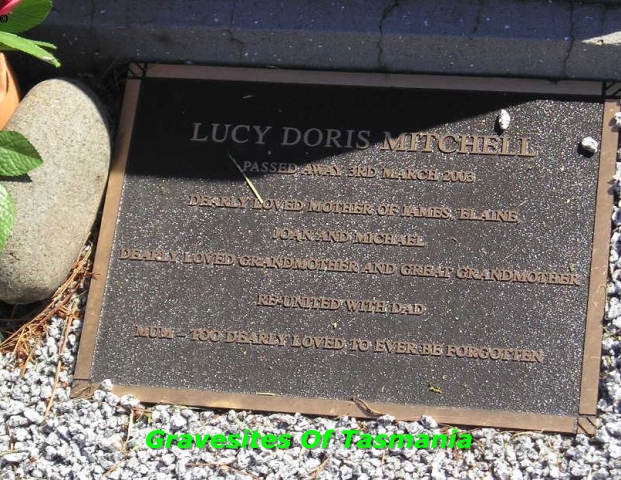 LUCY DORIS MITCHELL
PASSED AWAY 3RD MARCH 2003
DEARLY LOVED MOTHER OF JAMES, ELAINE
JOAN AND MICHAEL
DEARLY LOVED GRANDMOTHER AND GREAT GRANDMOTHER
RE-UNITED WITH DAD
MUM – TOO DEARLY LOVED TO EVER BE FORGOTTEN
Gravesites Of Tasmania